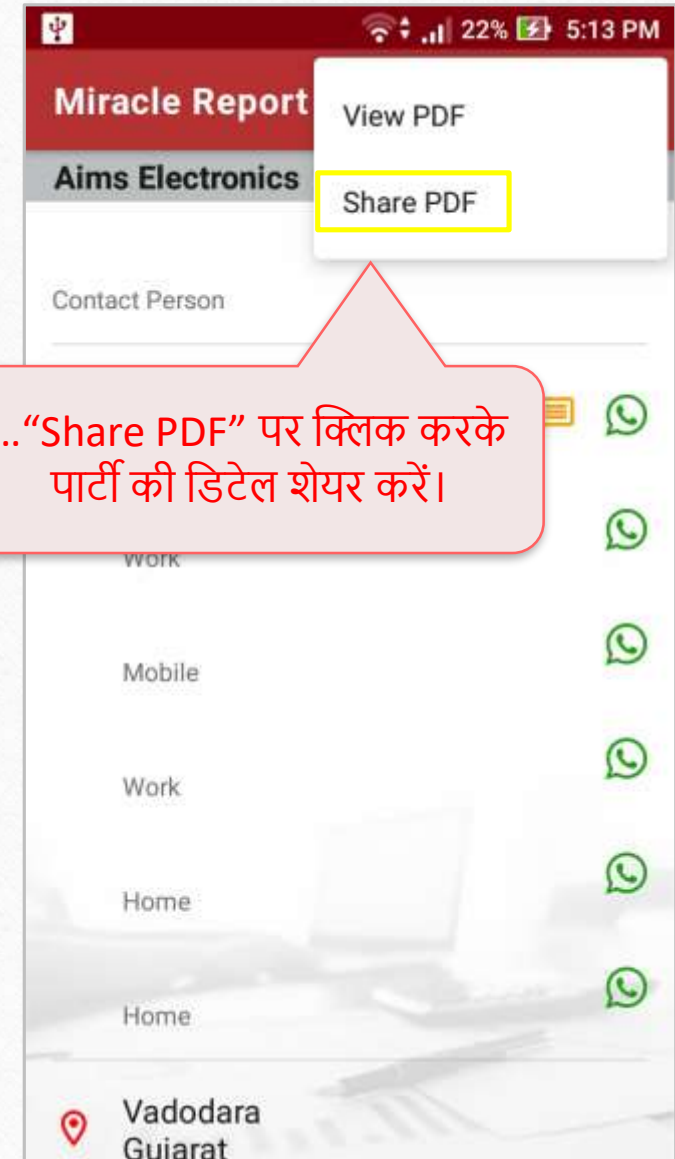 22% 5:13 PM
Miracle Report
View PDF
Aims Electronics
Share PDF
Contact Person
..“Share PDF” पर क्लिक करके
पार्टी की डिटेल शेयर करें।
Work
Mobile
Work
Home
Home
Vadodara
Gujarat